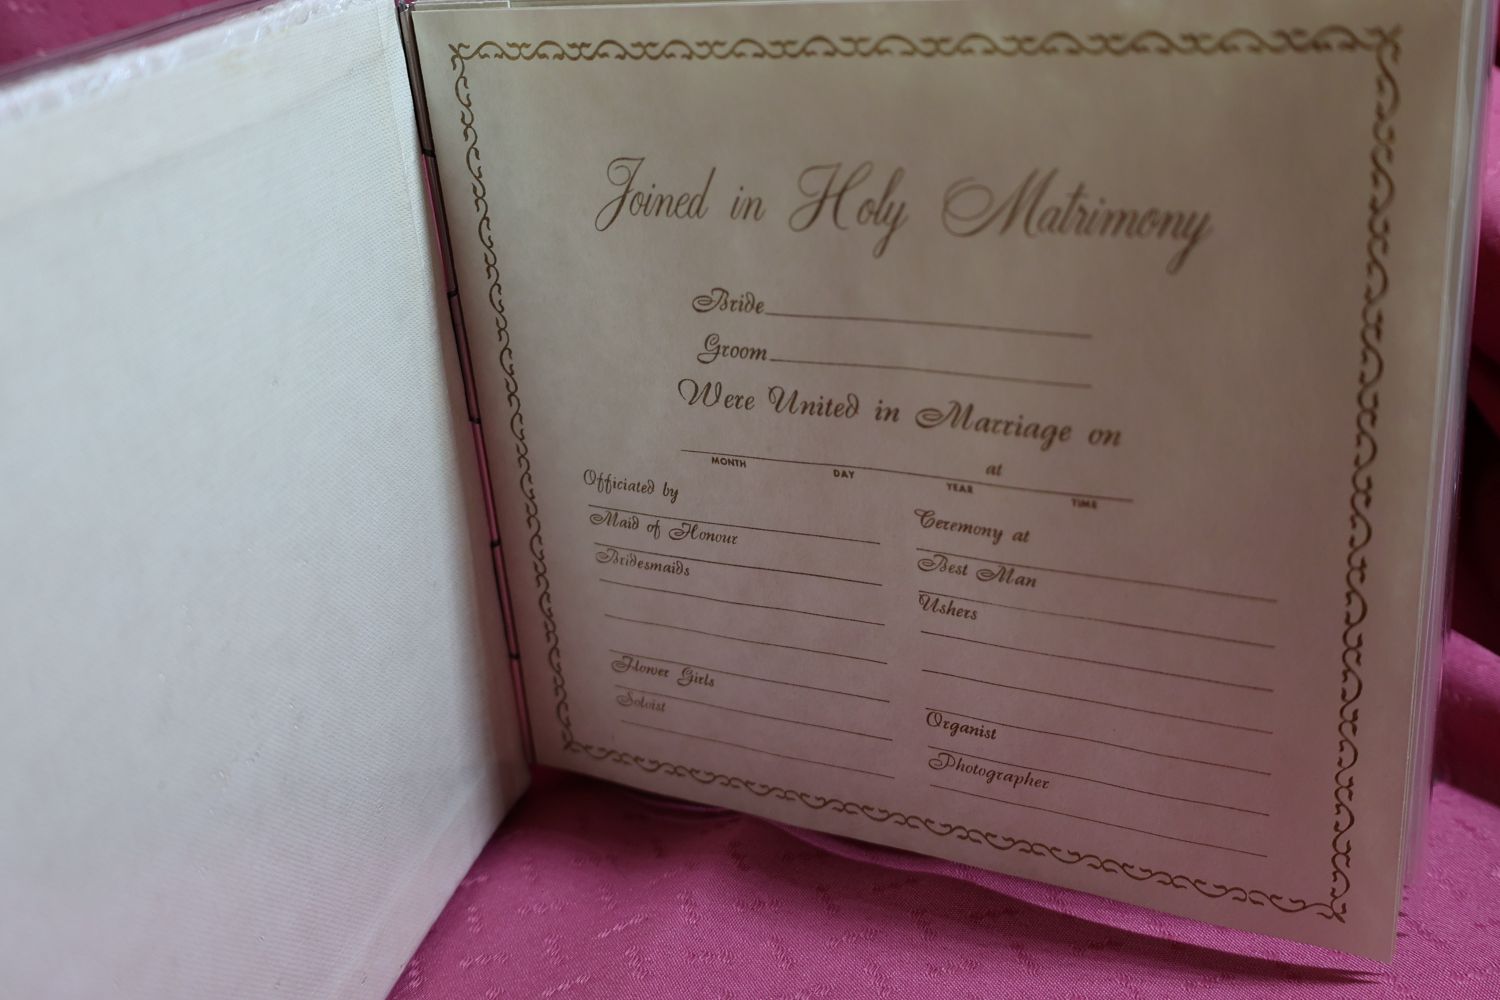 Joined in Holy Matrimony
Bride
Groom
Were United in Marriage on
at
MONTH DAY YEAR TIME
Officiated by
Maid of Honour
Bridesmaids
Flower Girls
Soloist
Ceremony at
Best Man
Ushers
Organist
Photographer